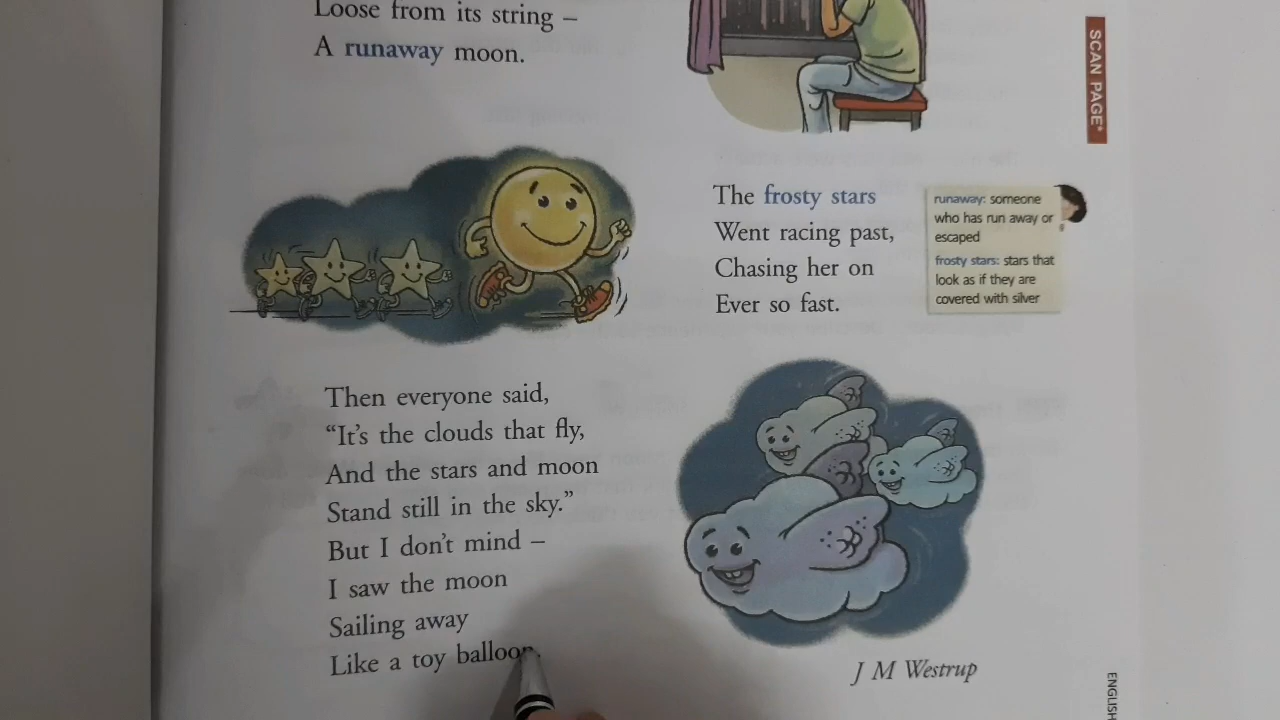 Loose from its string –
A runaway moon.
SCAN PAGE*
The frosty stars
Went racing past,
Chasing her on
Ever so fast.
runaway: someone
who has run away or
escaped
frosty stars: stars that
look as if they are
covered with silver
Then everyone said,
“It’s the clouds that fly,
And the stars and moon
Stand still in the sky.”
But I don’t mind –
I saw the moon
Sailing away
Like a toy balloon.
J M Westrup
ENGLISH